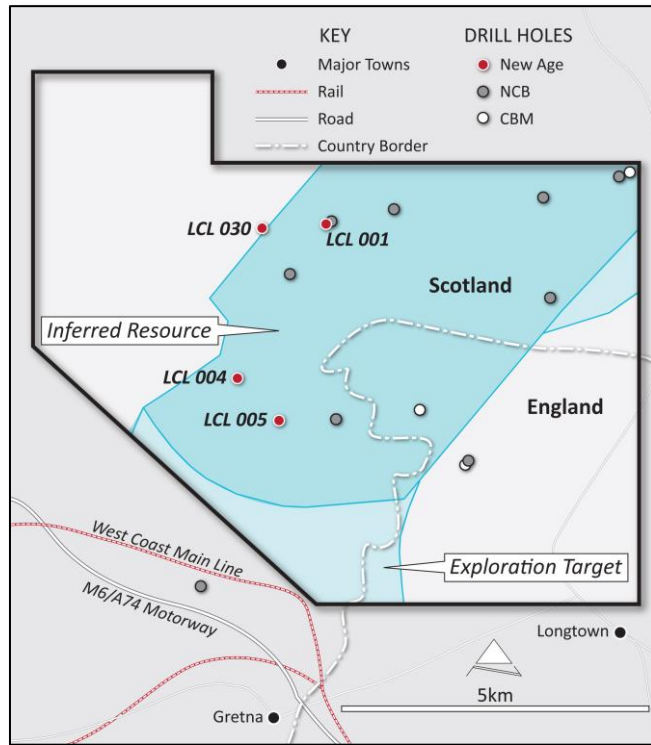 KEY
DRILL HOLES
Major Towns
New Age
Rail
NCB
Road
CBM
Country Border
LCL 030
LCL 001
Scotland
Inferred Resource
LCL 004
England
LCL 005
West Coast Main Line
Exploration Target
M6/A74 Motorway
Longtown
5km
Gretna